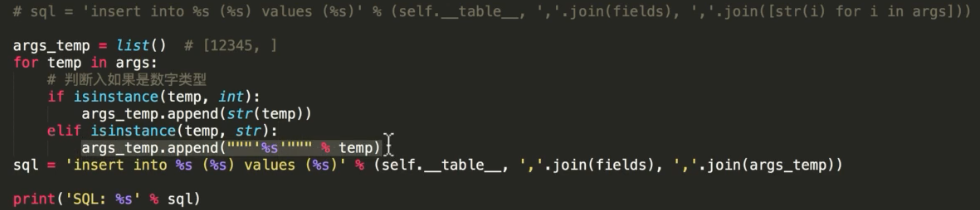 # sql = 'insert into %s (%s) values (%s)' % (self.__table__, ','.join(fields), ','.join([str(i) for i in args]))
args_temp = list()  # [12345, ]
for temp in args:
    # 判断入如果是数字类型
    if isinstance(temp, int):
        args_temp.append(str(temp))
    elif isinstance(temp, str):
        args_temp.append("""'%s'""" % temp)
sql = 'insert into %s (%s) values (%s)' % (self.__table__, ','.join(fields), ','.join(args_temp))
print('SQL: %s' % sql)